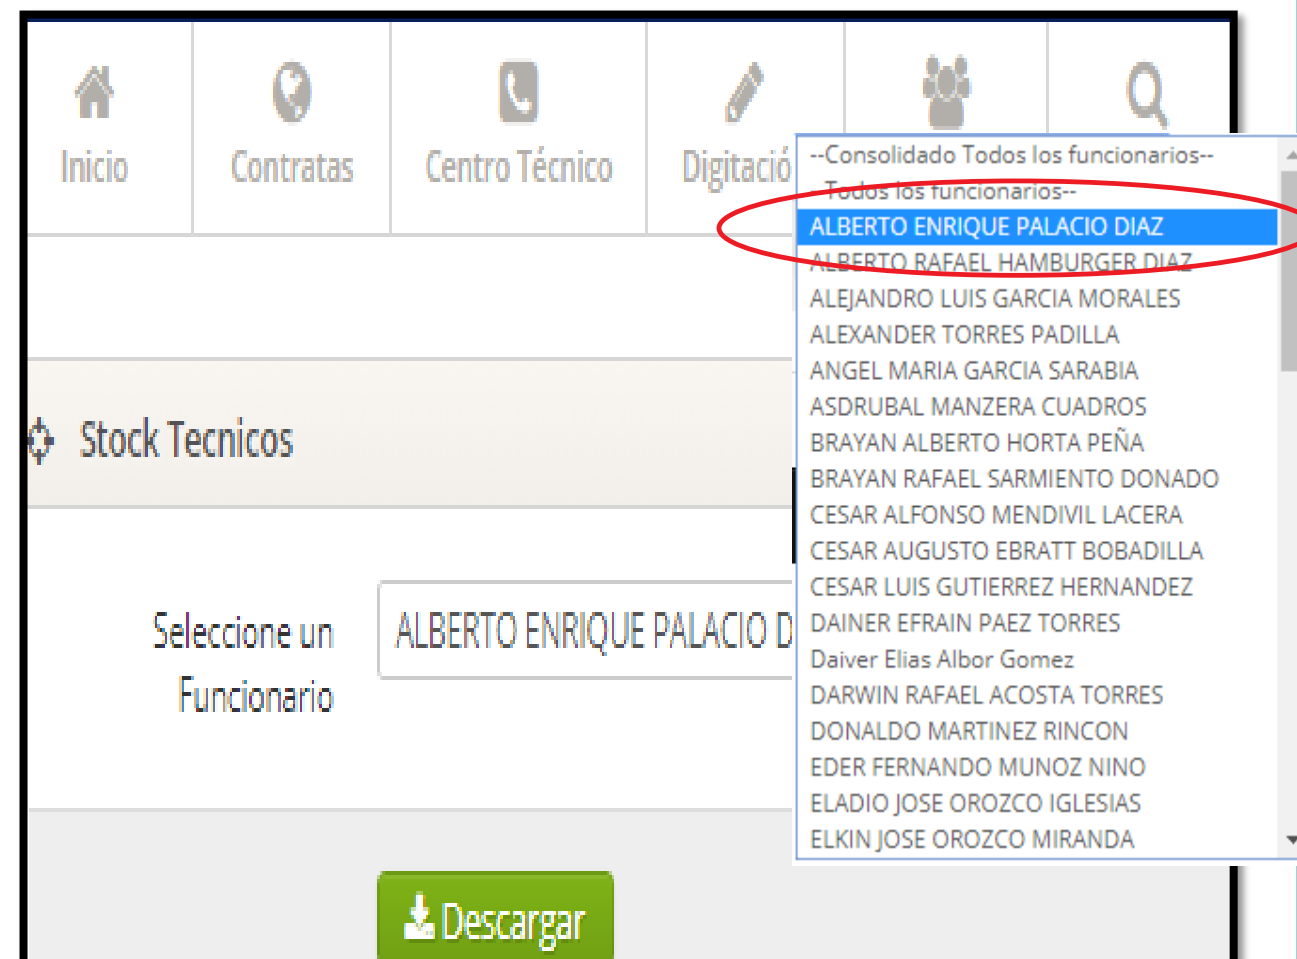 Inicio
Contratas
Centro Técnico
Digitació
--Consolidado Todos los funcionarios--
--Todos los funcionarios--
ALBERTO ENRIQUE PALACIO DIAZ
ALBERTO RAFAEL HAMBURGER DIAZ
ALEJANDRO LUIS GARCIA MORALES
ALEXANDER TORRES PADILLA
ANGEL MARIA GARCIA SARABIA
ASDRUBAL MANZERA CUADROS
BRAYAN ALBERTO HORTA PEÑA
BRAYAN RAFAEL SARMIENTO DONADO
CESAR ALFONSO MENDIVIL LACERA
CESAR AUGUSTO EBRATT BOBADILLA
CESAR LUIS GUTIERREZ HERNANDEZ
DAINER EFRAIN PAEZ TORRES
Daiver Elias Albor Gomez
DARWIN RAFAEL ACOSTA TORRES
DONALDO MARTINEZ RINCON
EDER FERNANDO MUNOZ NINO
ELADIO JOSE OROZCO IGLESIAS
ELKIN JOSE OROZCO MIRANDA
Stock Tecnicos
Seleccione un
Funcionario
ALBERTO ENRIQUE PALACIO D
Descargar